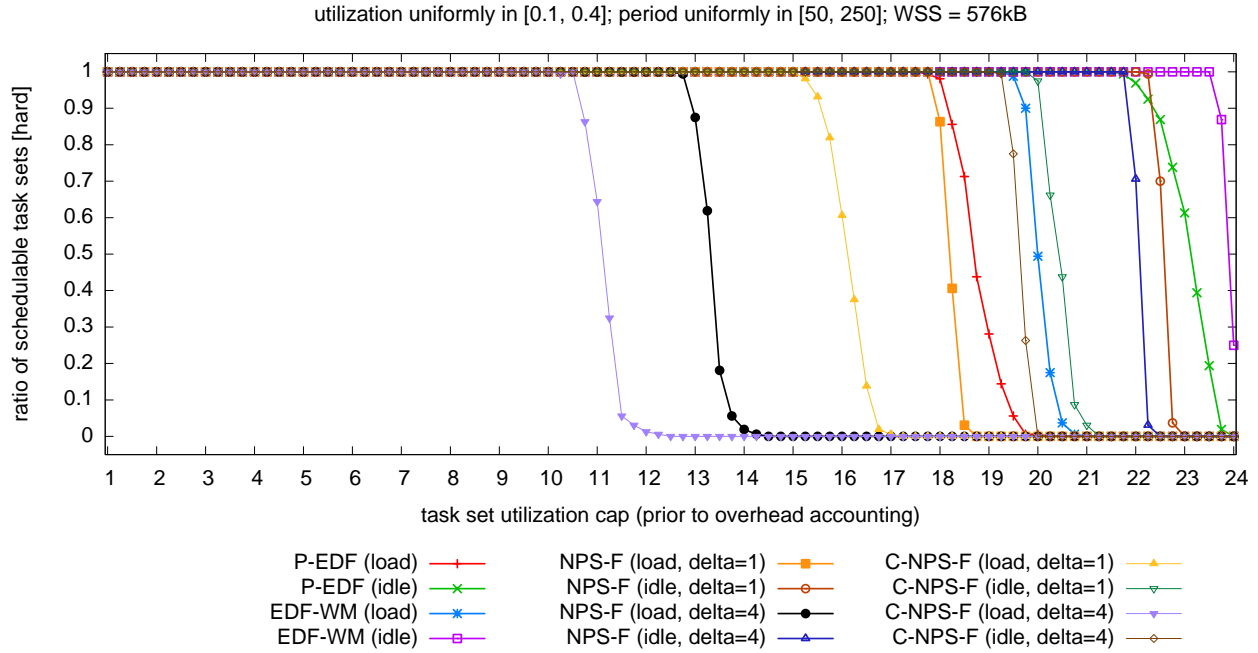 utilization uniformly in [0.1, 0.4]; period uniformly in [50, 250]; WSS = 576kB
ratio of schedulable task sets [hard]
1
0.9
0.8
0.7
0.6
0.5
0.4
0.3
0.2
0.1
0
1 2 3 4 5 6 7 8 9 10 11 12 13 14 15 16 17 18 19 20 21 22 23 24
task set utilization cap (prior to overhead accounting)
P-EDF (load) NPS-F (load, delta=1) C-NPS-F (load, delta=1)
P-EDF (idle) NPS-F (idle, delta=1) C-NPS-F (idle, delta=1)
EDF-WM (load) NPS-F (load, delta=4) C-NPS-F (load, delta=4)
EDF-WM (idle) NPS-F (idle, delta=4) C-NPS-F (idle, delta=4)